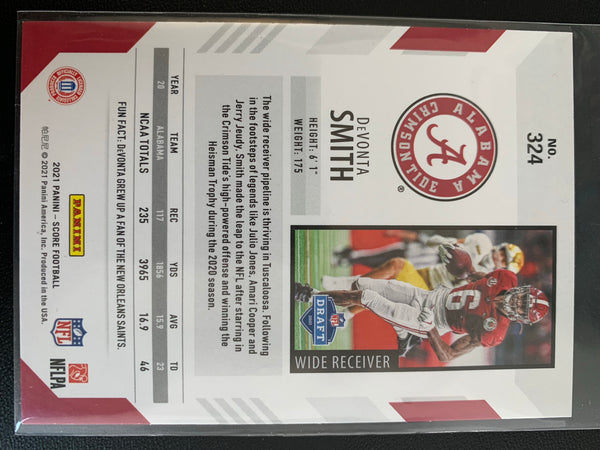 No.
324
ALABAMA
CRIMSON TIDE
A
®
DeVONTA
SMITH
HEIGHT: 6' 1"
WEIGHT: 175
6
NFL
DRAFT
WIDE RECEIVER
The wide receiver pipeline is thriving in Tuscaloosa. Following
in the footsteps of legends like Julio Jones, Amari Cooper and
Jerry Jeudy, Smith made the leap to the NFL after starring in
the Crimson Tide's high-powered offense and winning the
Heisman Trophy during the 2020 season.
YEAR TEAM REC YDS AVG TD
20 ALABAMA 117 1856 15.9 23
NCAA TOTALS 235 3965 16.9 46
FUN FACT: DeVONTA GREW UP A FAN OF THE NEW ORLEANS SAINTS.
PANINI
NFL
NFLPA
2021 PANINI – SCORE FOOTBALL
帕尼尼 © 2021 Panini America, Inc. Produced in the USA.